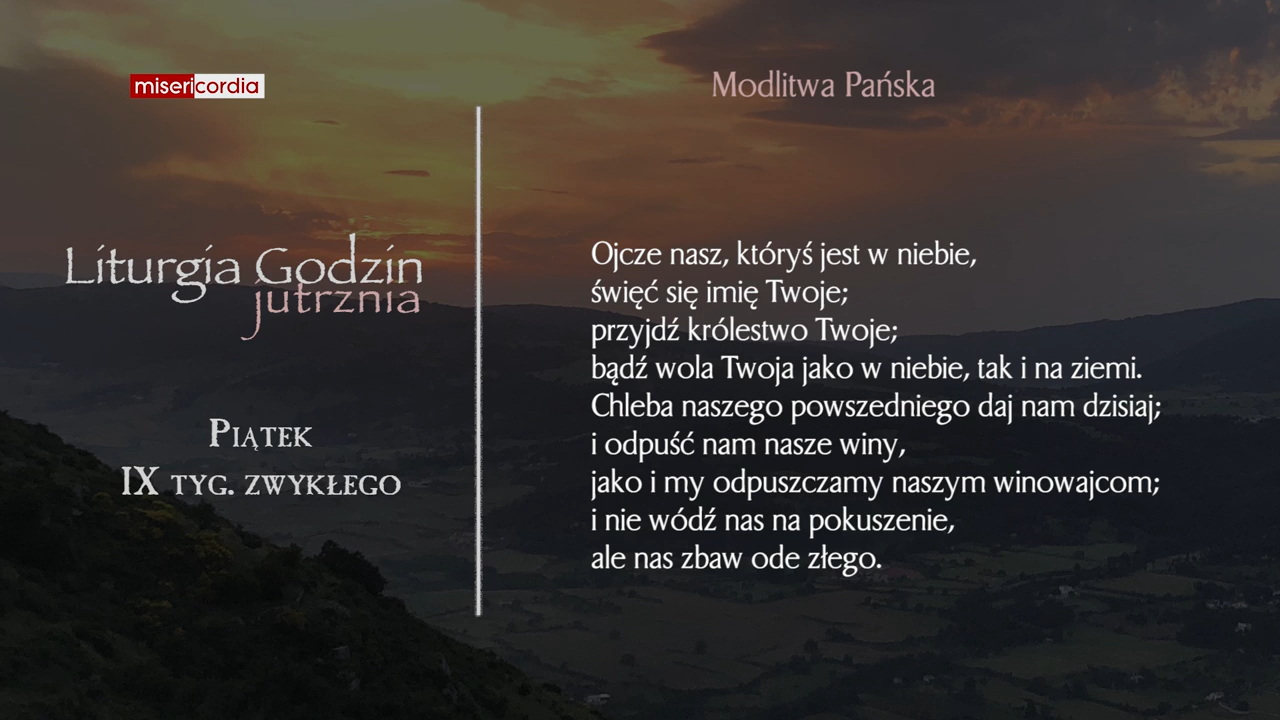 misericordia
Liturgia Godzin
jutrznia
Piątek
IX tyg. zwykłego
Modlitwa Pańska
Ojcze nasz, któryś jest w niebie,
święć się imię Twoje;
przyjdź królestwo Twoje;
bądź wola Twoja jako w niebie, tak i na ziemi.
Chleba naszego powszedniego daj nam dzisiaj;
i odpuść nam nasze winy,
jako i my odpuszczamy naszym winowajcom;
i nie wódź nas na pokuszenie,
ale nas zbaw ode złego.